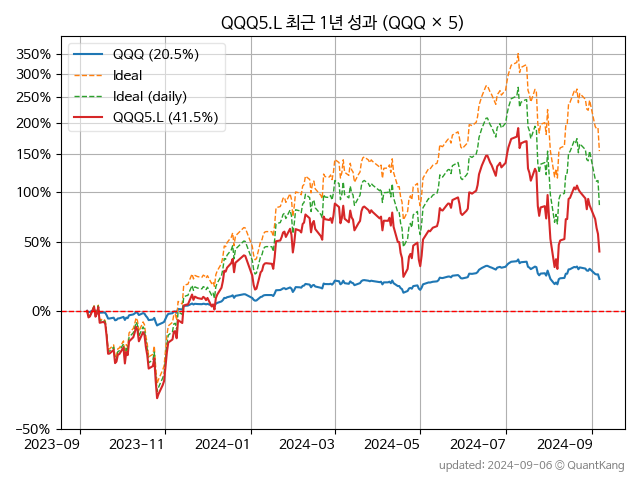 QQQ5.L 최근 1년 성과 (QQQ × 5)
QQQ (20.5%)
Ideal
Ideal (daily)
QQQ5.L (41.5%)
350%
300%
250%
200%
150%
100%
50%
0%
−50%
2023-09 2023-11 2024-01 2024-03 2024-05 2024-07 2024-09
updated: 2024-09-06 © QuantKang